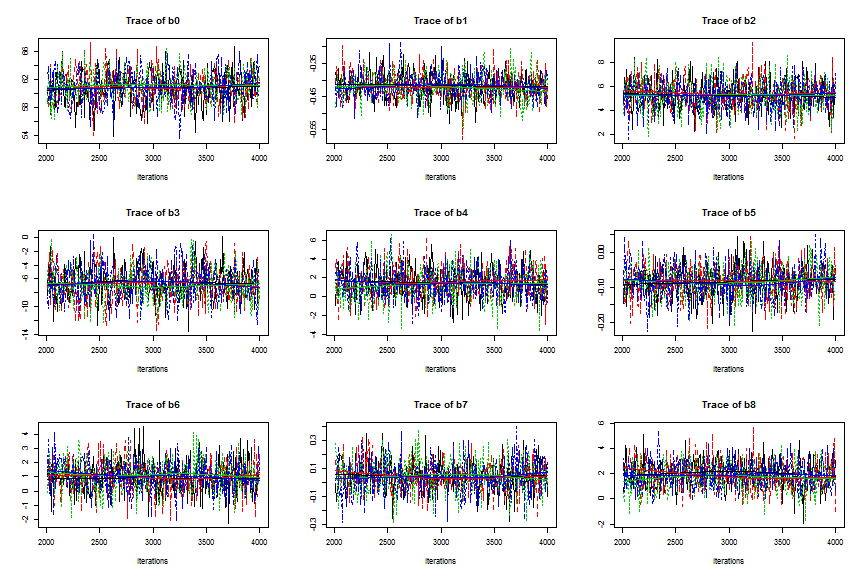 Trace of b0
Trace of b1
Trace of b2
66
62
58
54
-0.35
-0.45
-0.55
8
6
4
2
2000 2500 3000 3500 4000
2000 2500 3000 3500 4000
2000 2500 3000 3500 4000
Iterations
Iterations
Iterations
Trace of b3
Trace of b4
Trace of b5
0
-2
-6
-10
-14
6
4
2
0
-2
-4
0.00
-0.10
-0.20
2000 2500 3000 3500 4000
2000 2500 3000 3500 4000
2000 2500 3000 3500 4000
Iterations
Iterations
Iterations
Trace of b6
Trace of b7
Trace of b8
4
3
2
1
0
-1
-2
0.3
0.1
-0.1
-0.3
6
4
2
0
-2
2000 2500 3000 3500 4000
2000 2500 3000 3500 4000
2000 2500 3000 3500 4000
Iterations
Iterations
Iterations